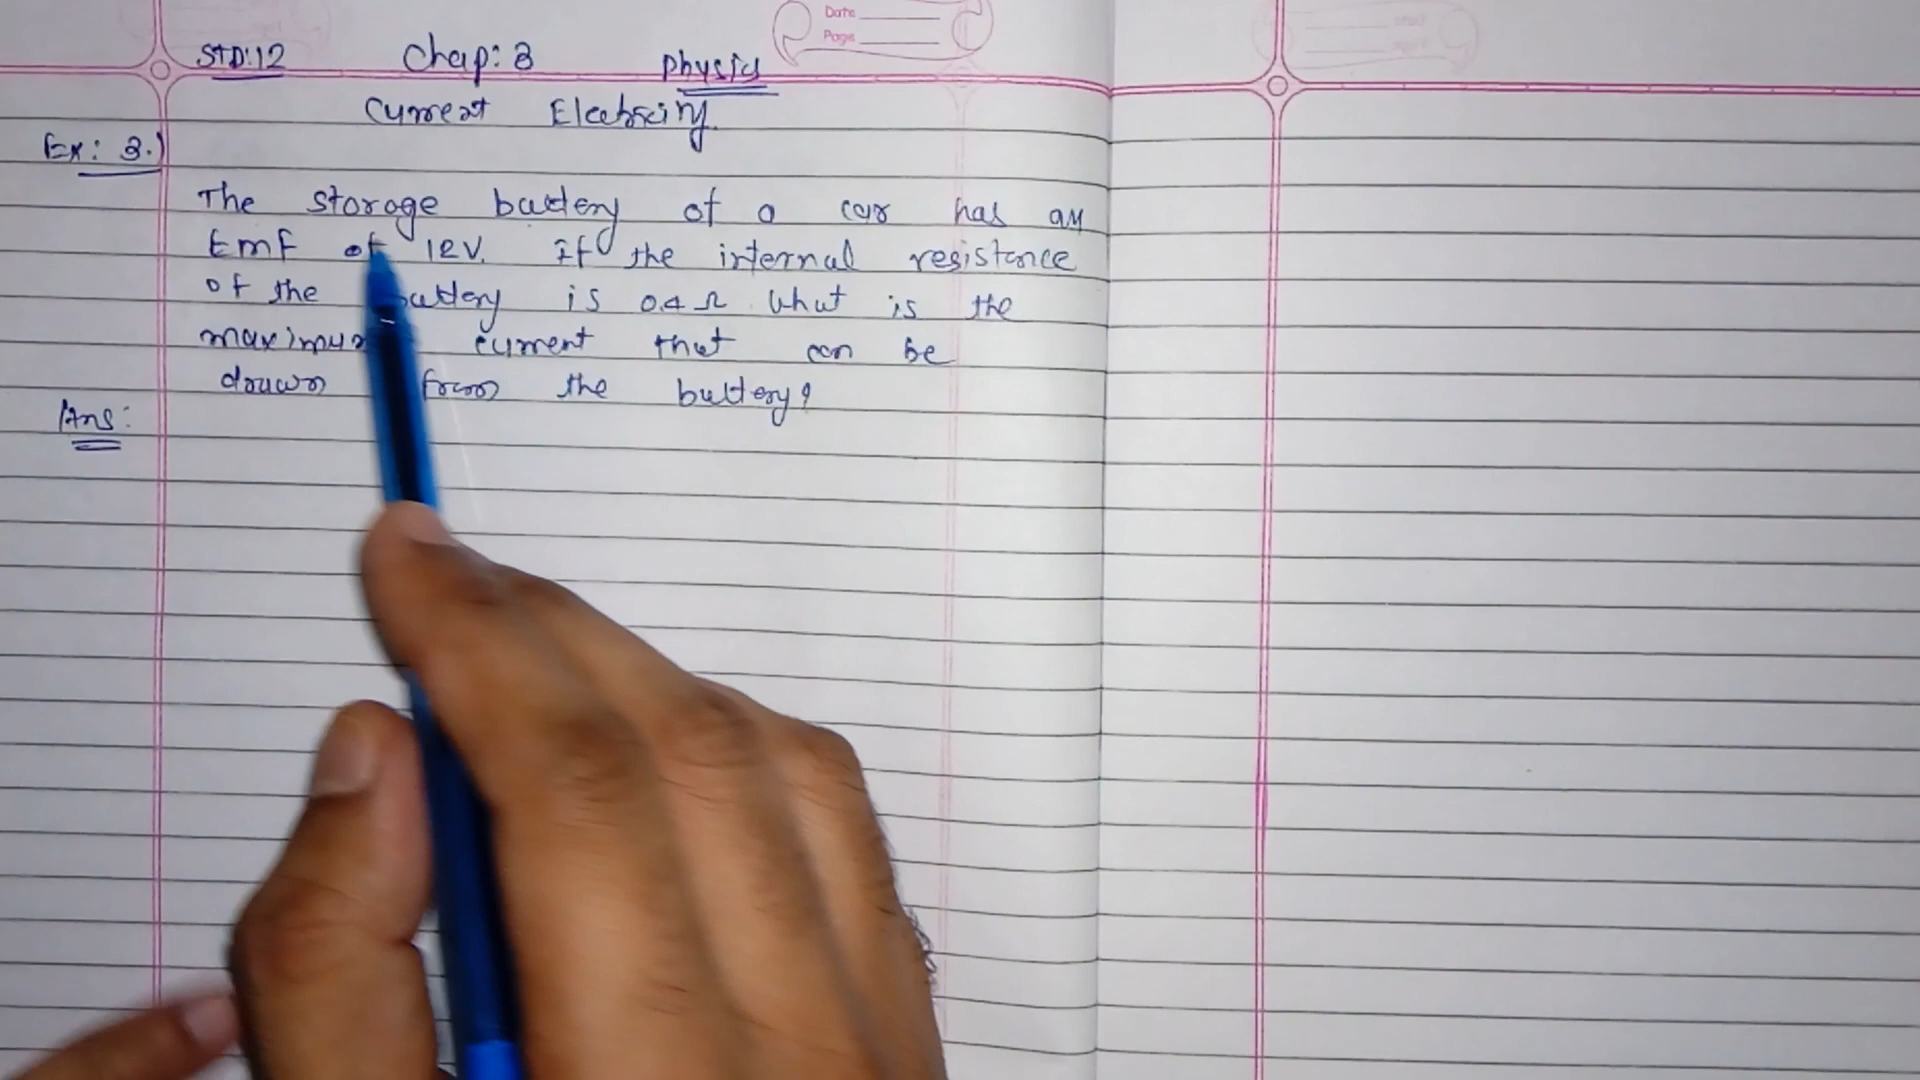 Date
Page
STD:12 Chap: 3 Physics
Current Electricity
Ex: 3.)
The storage battery of a car has an
EmF of 12V. If the internal resistance
of the battery is 0.4 Ω what is the
maximum current that can be
drawn from the battery?
Ans: